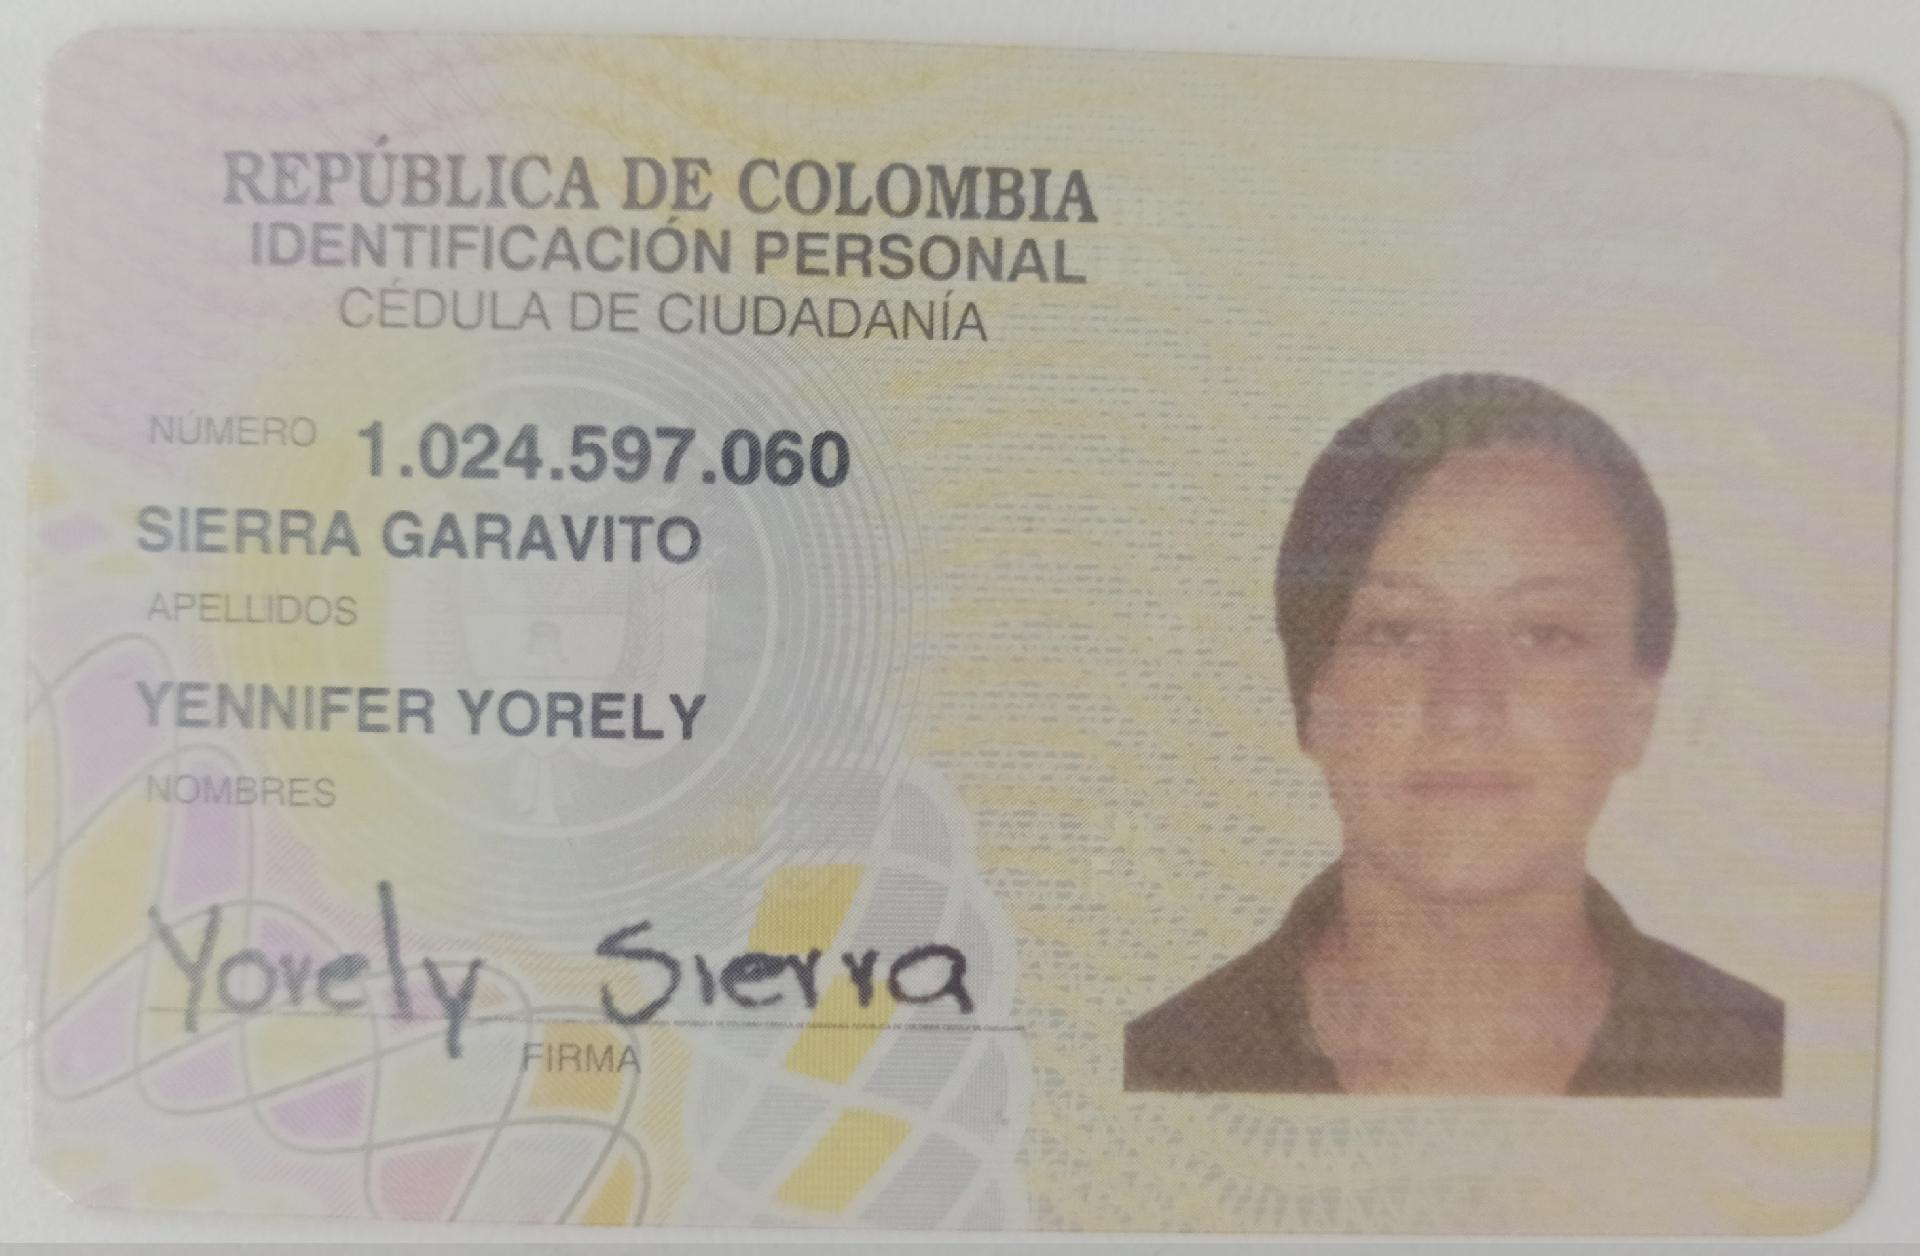 REPÚBLICA DE COLOMBIA
IDENTIFICACIÓN PERSONAL
CÉDULA DE CIUDADANÍA
NÚMERO 1.024.597.060
SIERRA GARAVITO
APELLIDOS
YENNIFER YORELY
NOMBRES
Yorely Sierra
FIRMA